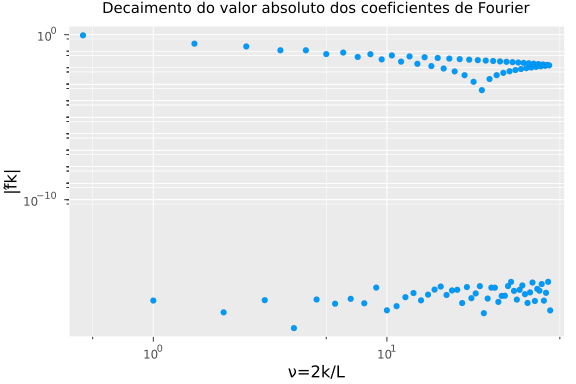 Decaimento do valor absoluto dos coeficientes de Fourier
|f̃k|
10⁰
10⁻¹⁰
10⁰
10¹
ν=2k/L